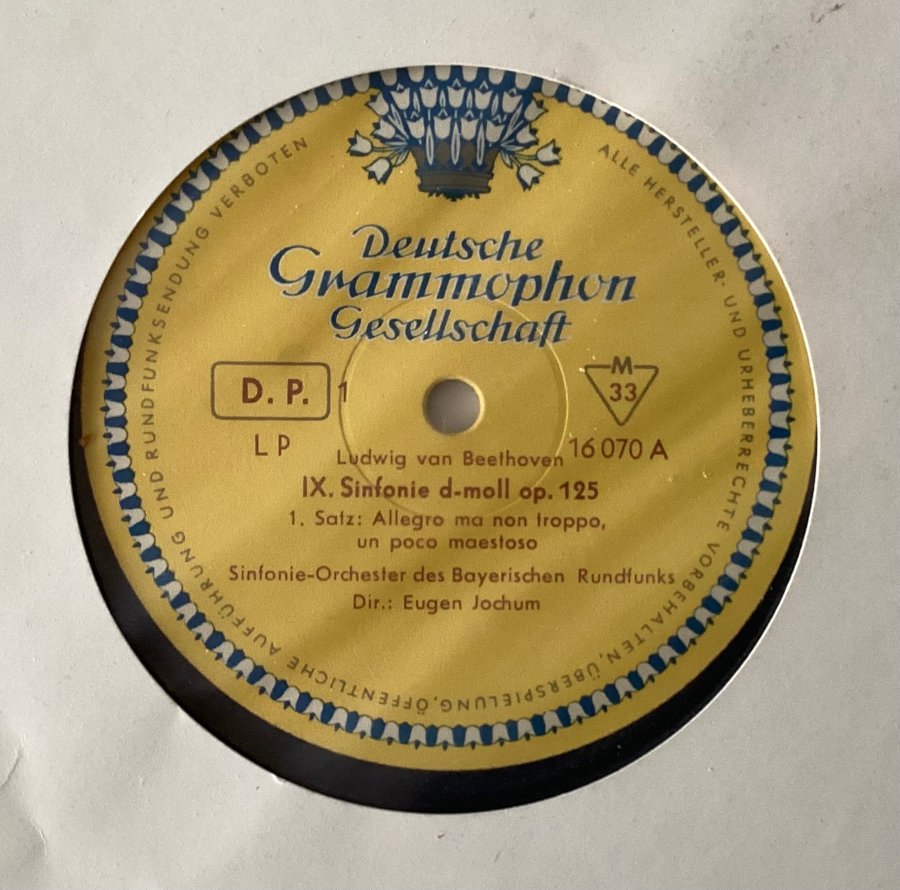 Deutsche
Grammophon
Gesellschaft
D. P. 1
LP
M
33
16 070 A
Ludwig van Beethoven
IX. Sinfonie d-moll op. 125
1. Satz: Allegro ma non troppo,
un poco maestoso
Sinfonie-Orchester des Bayerischen Rundfunks
Dir.: Eugen Jochum
ALLE HERSTELLER- UND URHEBERRECHTE VORBEHALTEN, ÜBERSPIELUNG, ÖFFENTLICHE AUFFÜHRUNG UND RUNDFUNKSENDUNG VERBOTEN